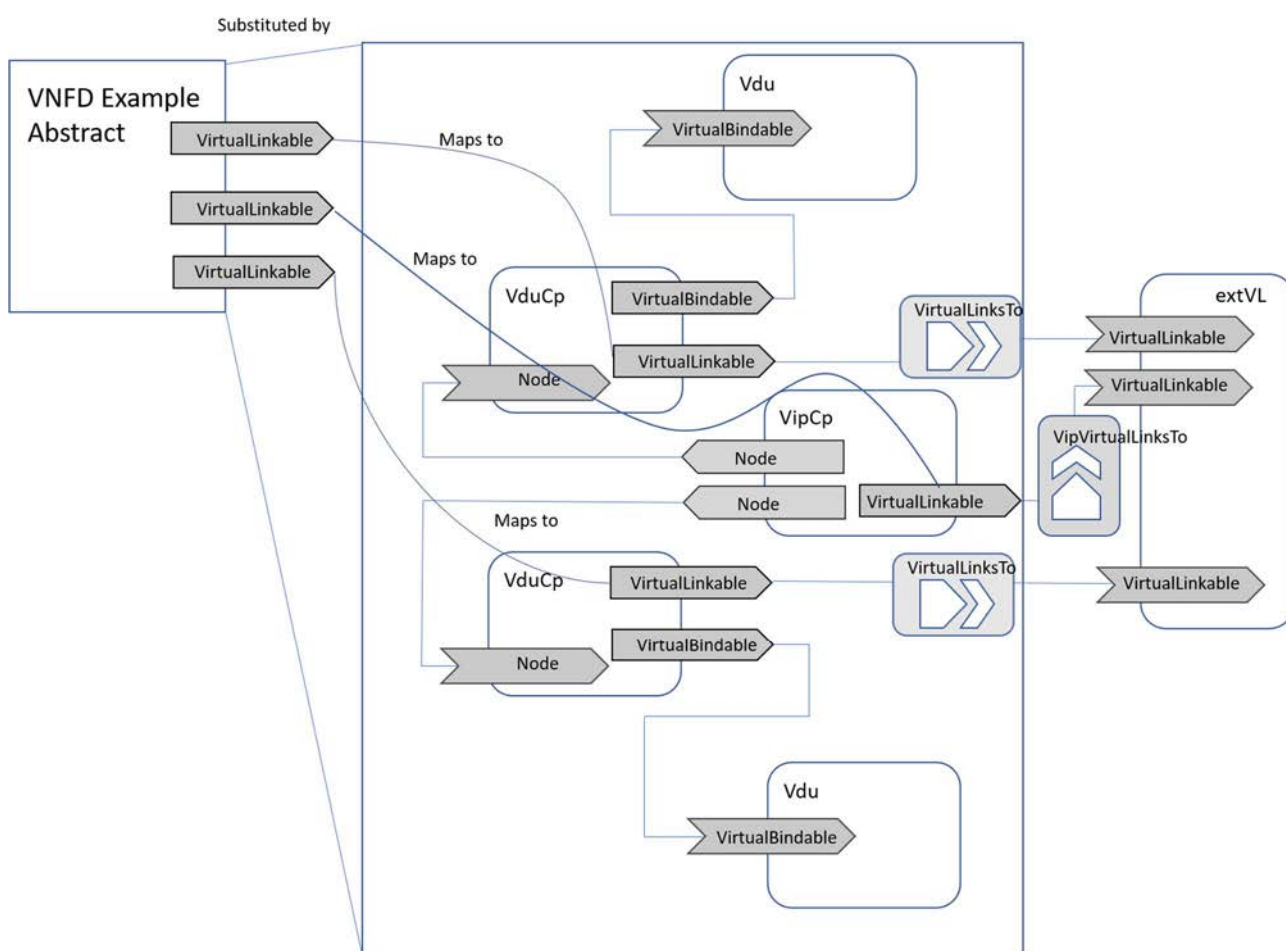 Substituted by
VNFD Example
Abstract
VirtualLinkable
VirtualLinkable
VirtualLinkable
Maps to
Maps to
Maps to
Vdu
VirtualBindable
VduCp
VirtualBindable
VirtualLinkable
Node
VirtualLinksTo
extVL
VirtualLinkable
VirtualLinkable
VipVirtualLinksTo
VipCp
Node
Node
VirtualLinkable
VduCp
VirtualLinkable
VirtualBindable
Node
VirtualLinksTo
VirtualLinkable
Vdu
VirtualBindable